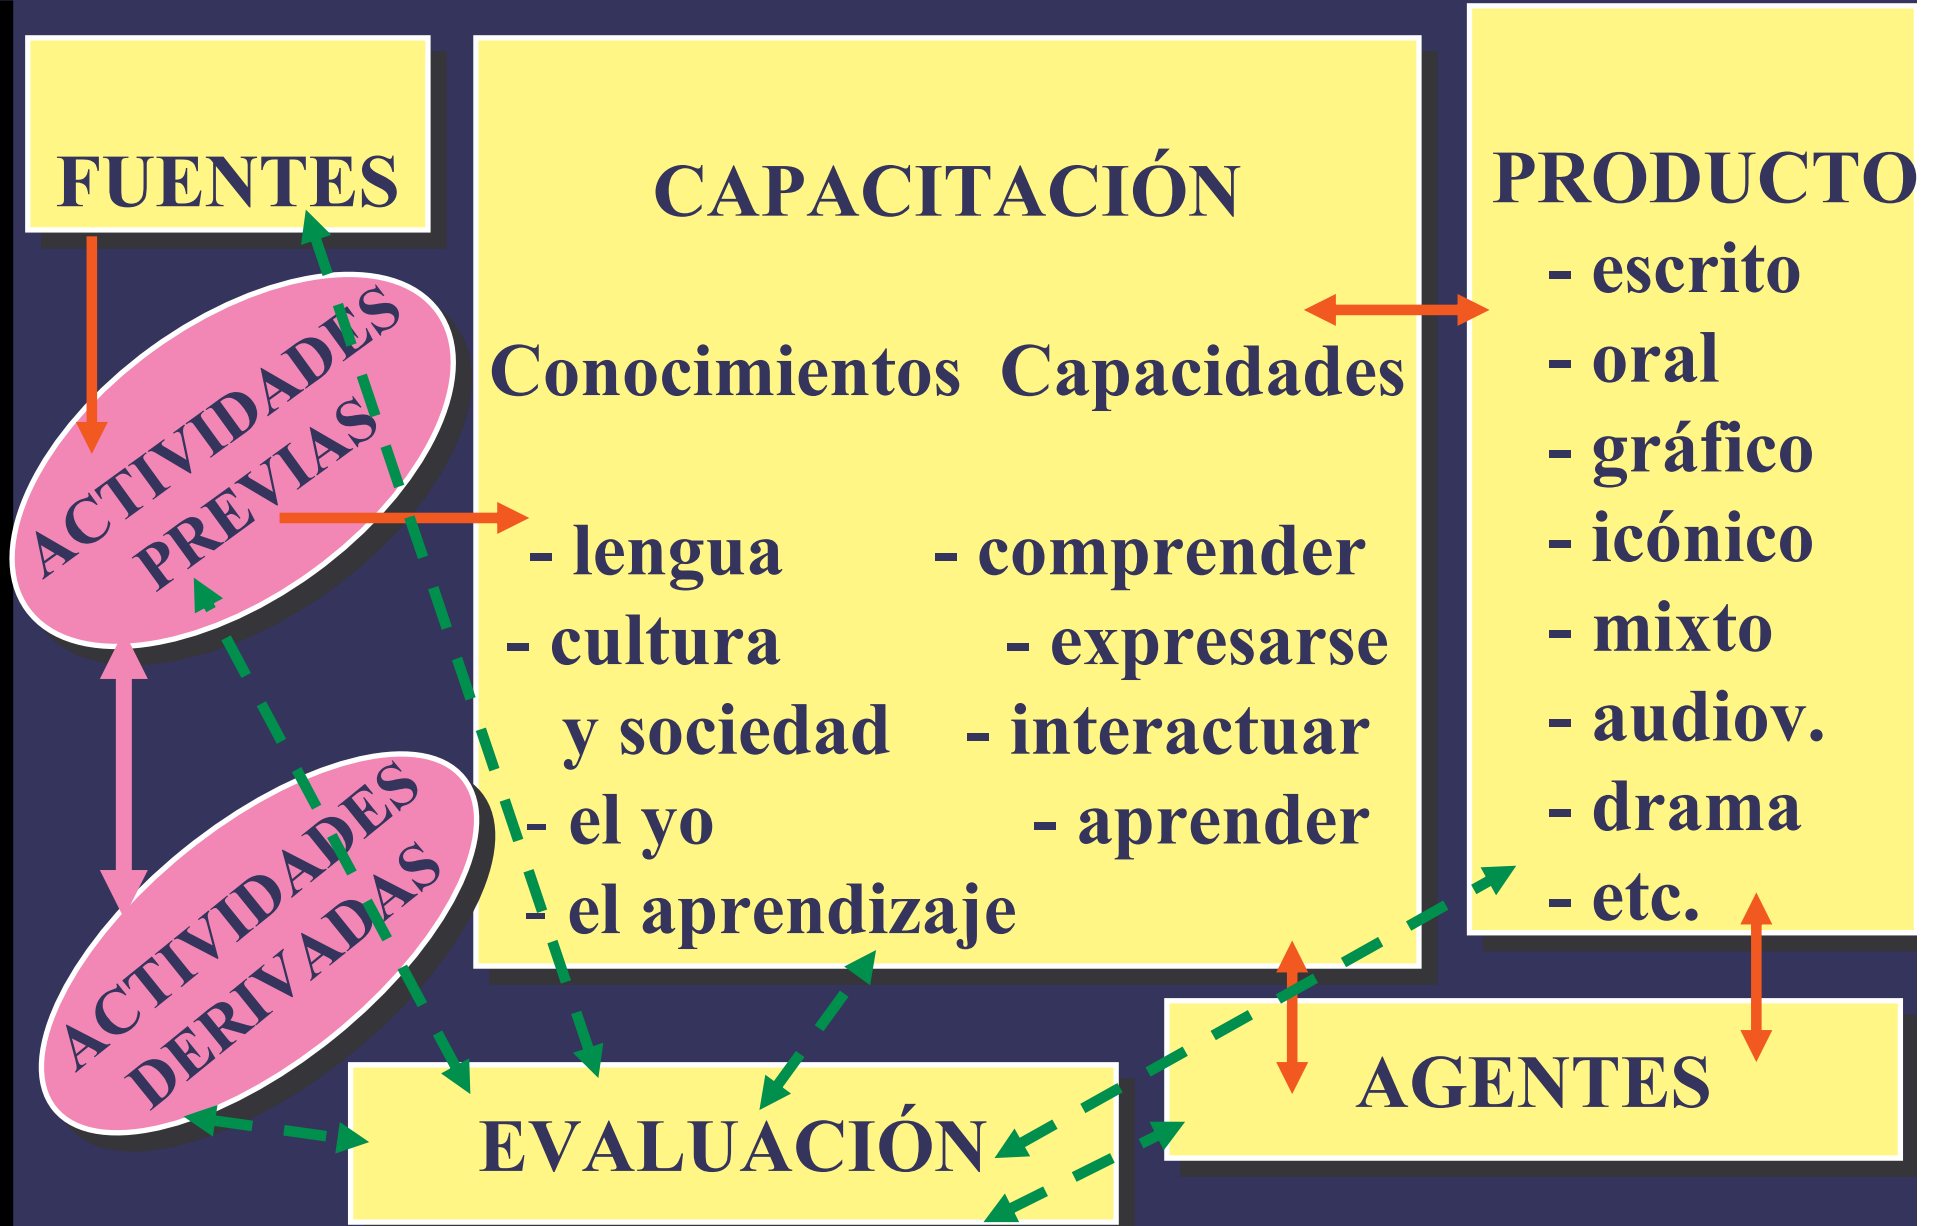 FUENTES
ACTIVIDADES
PREVIAS
ACTIVIDADES
DERIVADAS
CAPACITACIÓN
Conocimientos Capacidades
- lengua - comprender
- cultura - expresarse
y sociedad - interactuar
- el yo - aprender
- el aprendizaje
PRODUCTO
- escrito
- oral
- gráfico
- icónico
- mixto
- audiov.
- drama
- etc.
AGENTES
EVALUACIÓN